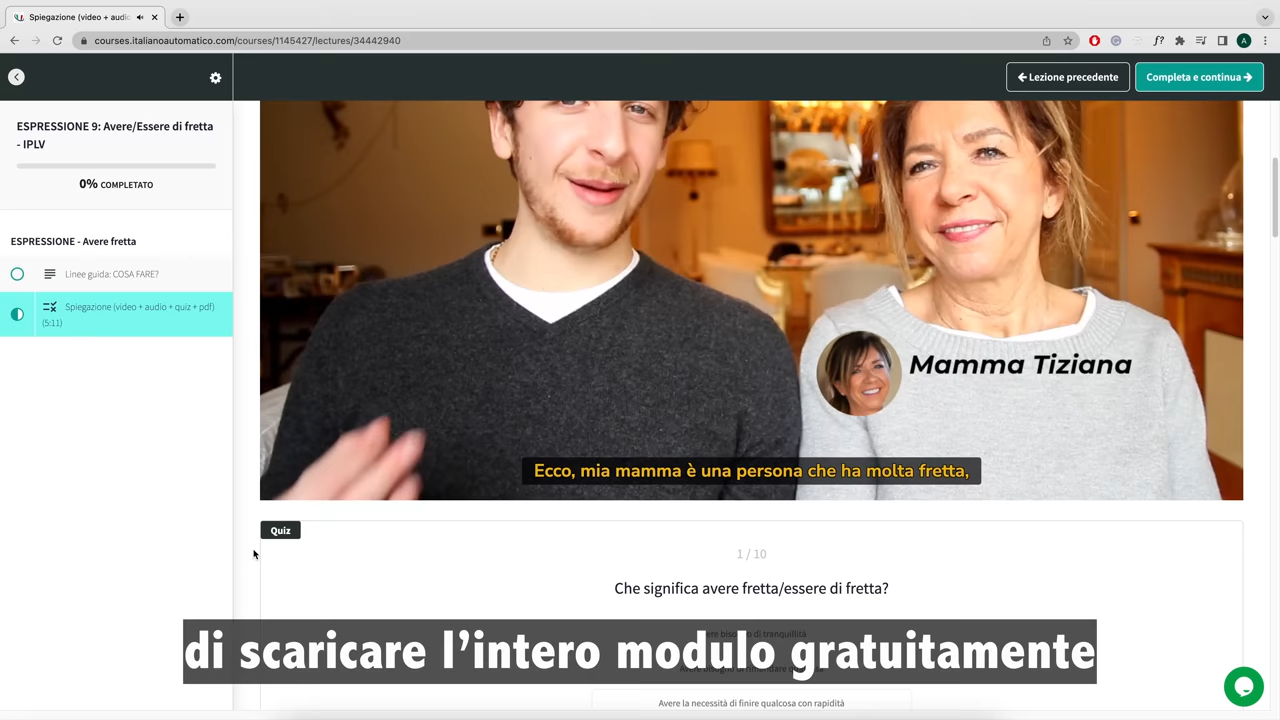 Spiegazione (video + audio
courses.italianoautomatico.com/courses/1145427/lectures/34442940
A
Lezione precedente
Completa e continua
ESPRESSIONE 9: Avere/Essere di fretta
- IPLV
0% COMPLETATO
ESPRESSIONE - Avere fretta
Linee guida: COSA FARE?
Spiegazione (video + audio + quiz + pdf)
(5:11)
Mamma Tiziana
Ecco, mia mamma è una persona che ha molta fretta,
Quiz
1 / 10
Che significa avere fretta/essere di fretta?
di tranquillità
di scaricare l'intero modulo gratuitamente
Avere la necessità di finire qualcosa con rapidità